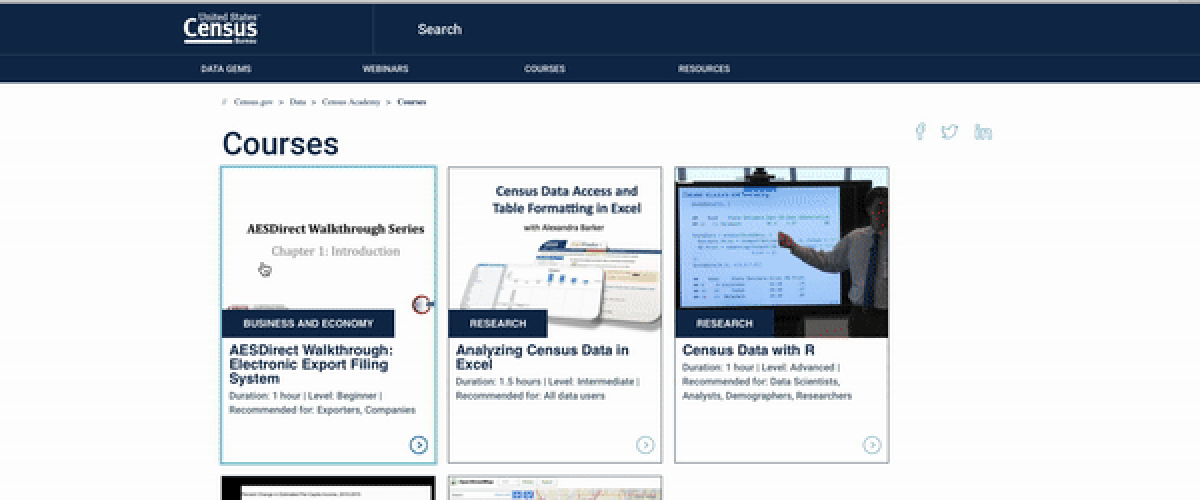 United States®
Census
Bureau
Search
DATA GEMS
WEBINARS
COURSES
RESOURCES
// Census.gov > Data > Census Academy > Courses
Courses
AESDirect Walkthrough Series
Chapter 1: Introduction
BUSINESS AND ECONOMY
AESDirect Walkthrough:
Electronic Export Filing
System
Duration: 1 hour | Level: Beginner |
Recommended for: Exporters, Companies
Census Data Access and
Table Formatting in Excel
with Alexandra Barker
RESEARCH
Analyzing Census Data in
Excel
Duration: 1.5 hours | Level: Intermediate |
Recommended for: All data users
RESEARCH
Census Data with R
Duration: 1 hour | Level: Advanced |
Recommended for: Data Scientists,
Analysts, Demographers, Researchers